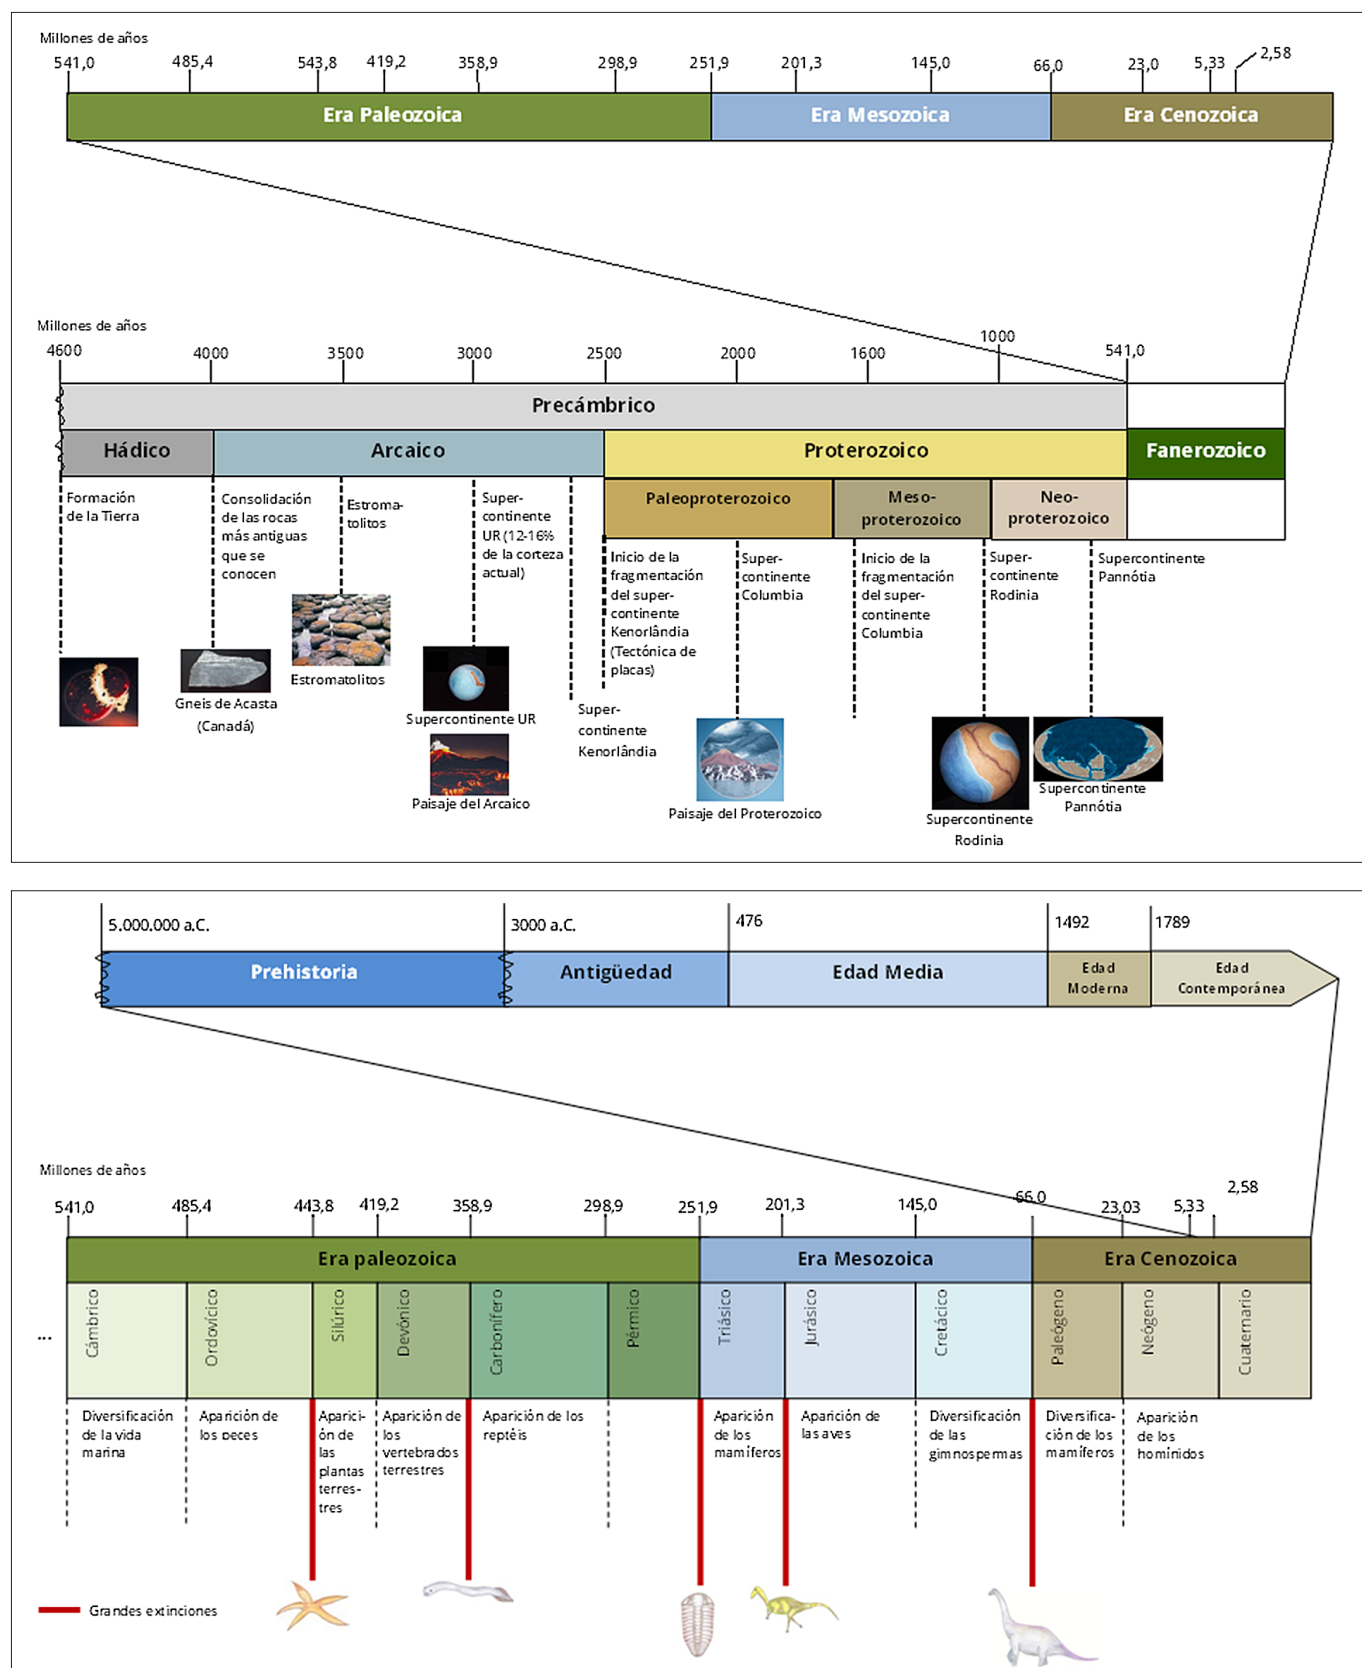 Millones de años
541,0 485,4 543,8 419,2 358,9 298,9 251,9 201,3 145,0 66,0 23,0 5,33 2,58
Era Paleozoica Era Mesozoica Era Cenozoica
Millones de años
4600 4000 3500 3000 2500 2000 1600 1000 541,0
Precámbrico
Hádico Arcaico Proterozoico Fanerozoico
Paleoproterozoico
Meso-
proterozoico
Neo-
proterozoico
Formación
de la Tierra
Consolidación
de las rocas
más antiguas
que se
conocen
Estroma-
tolitos
Super-
continente
UR (12-16%
de la corteza
actual)
Inicio de la
fragmentación
del super-
continente
Kenorlândia
(Tectónica de
placas)
Super-
continente
Columbia
Inicio de la
fragmentación
del super-
continente
Columbia
Super-
continente
Rodinia
Supercontinente
Pannótia
Gneis de Acasta
(Canadá)
Estromatolitos
Supercontinente UR
Paisaje del Arcaico
Super-
continente
Kenorlândia
Paisaje del Proterozoico
Supercontinente
Rodinia
Supercontinente
Pannótia
5.000.000 a.C. 3000 a.C. 476 1492 1789
Prehistoria Antigüedad Edad Media
Edad
Moderna
Edad
Contemporánea
Millones de años
541,0 485,4 443,8 419,2 358,9 298,9 251,9 201,3 145,0 66,0 23,03 5,33 2,58
Era paleozoica Era Mesozoica Era Cenozoica
...
Cámbrico
Ordovícico
Silúrico
Devónico
Carbonífero
Pérmico
Triásico
Jurásico
Cretácico
Paleógeno
Neógeno
Cuaternario
Diversificación
de la vida
marina
Aparición de
los peces
Aparici-
ón de
las
plantas
terres-
tres
Aparición de
los
vertebrados
terrestres
Aparición de los
reptéis
Aparición
de los
mamíferos
Aparición de
las aves
Diversificación
de las
gimnospermas
Diversifica-
ción de los
mamíferos
Aparición
de los
homínidos
Grandes extinciones